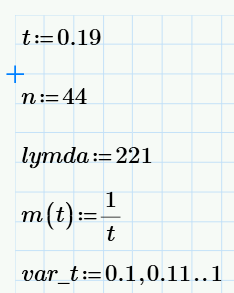 t:=0.19
n:=44
lymda:=221
m(t):=1/t
var_t:=0.1,0.11..1